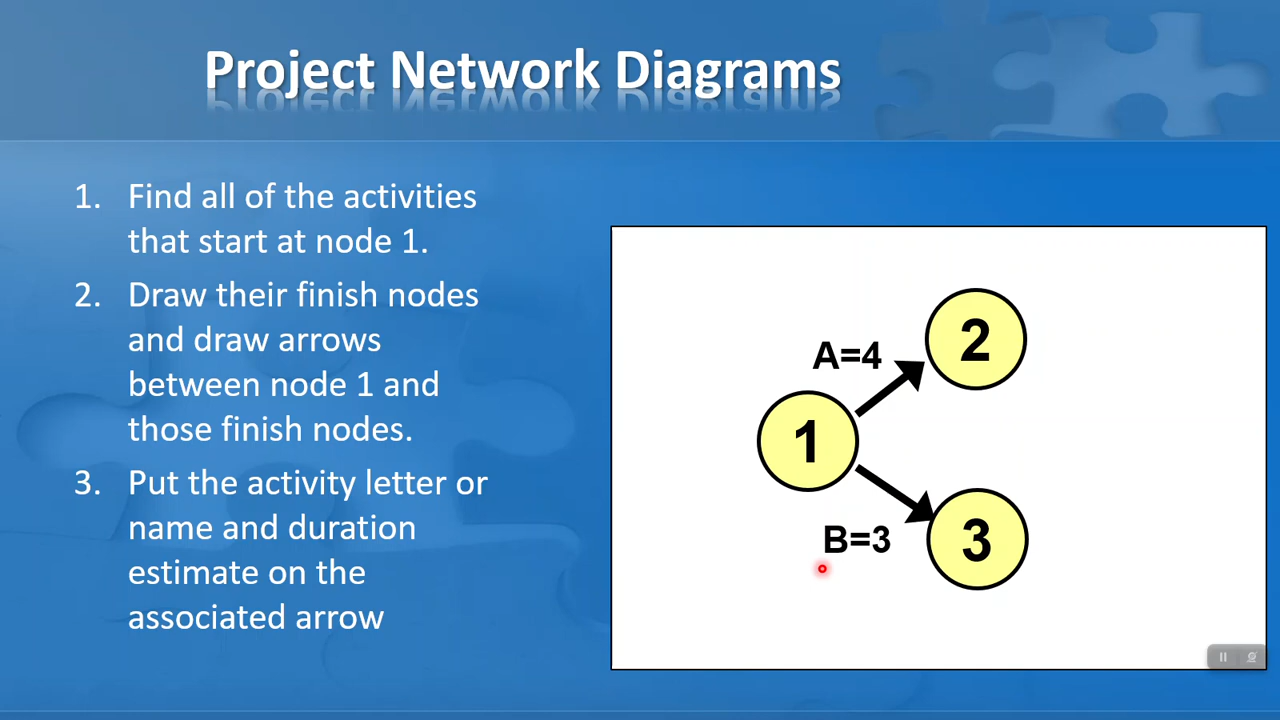 Project Network Diagrams
1. Find all of the activities
that start at node 1.
2. Draw their finish nodes
and draw arrows
between node 1 and
those finish nodes.
3. Put the activity letter or
name and duration
estimate on the
associated arrow
2
A=4
1
B=3
3